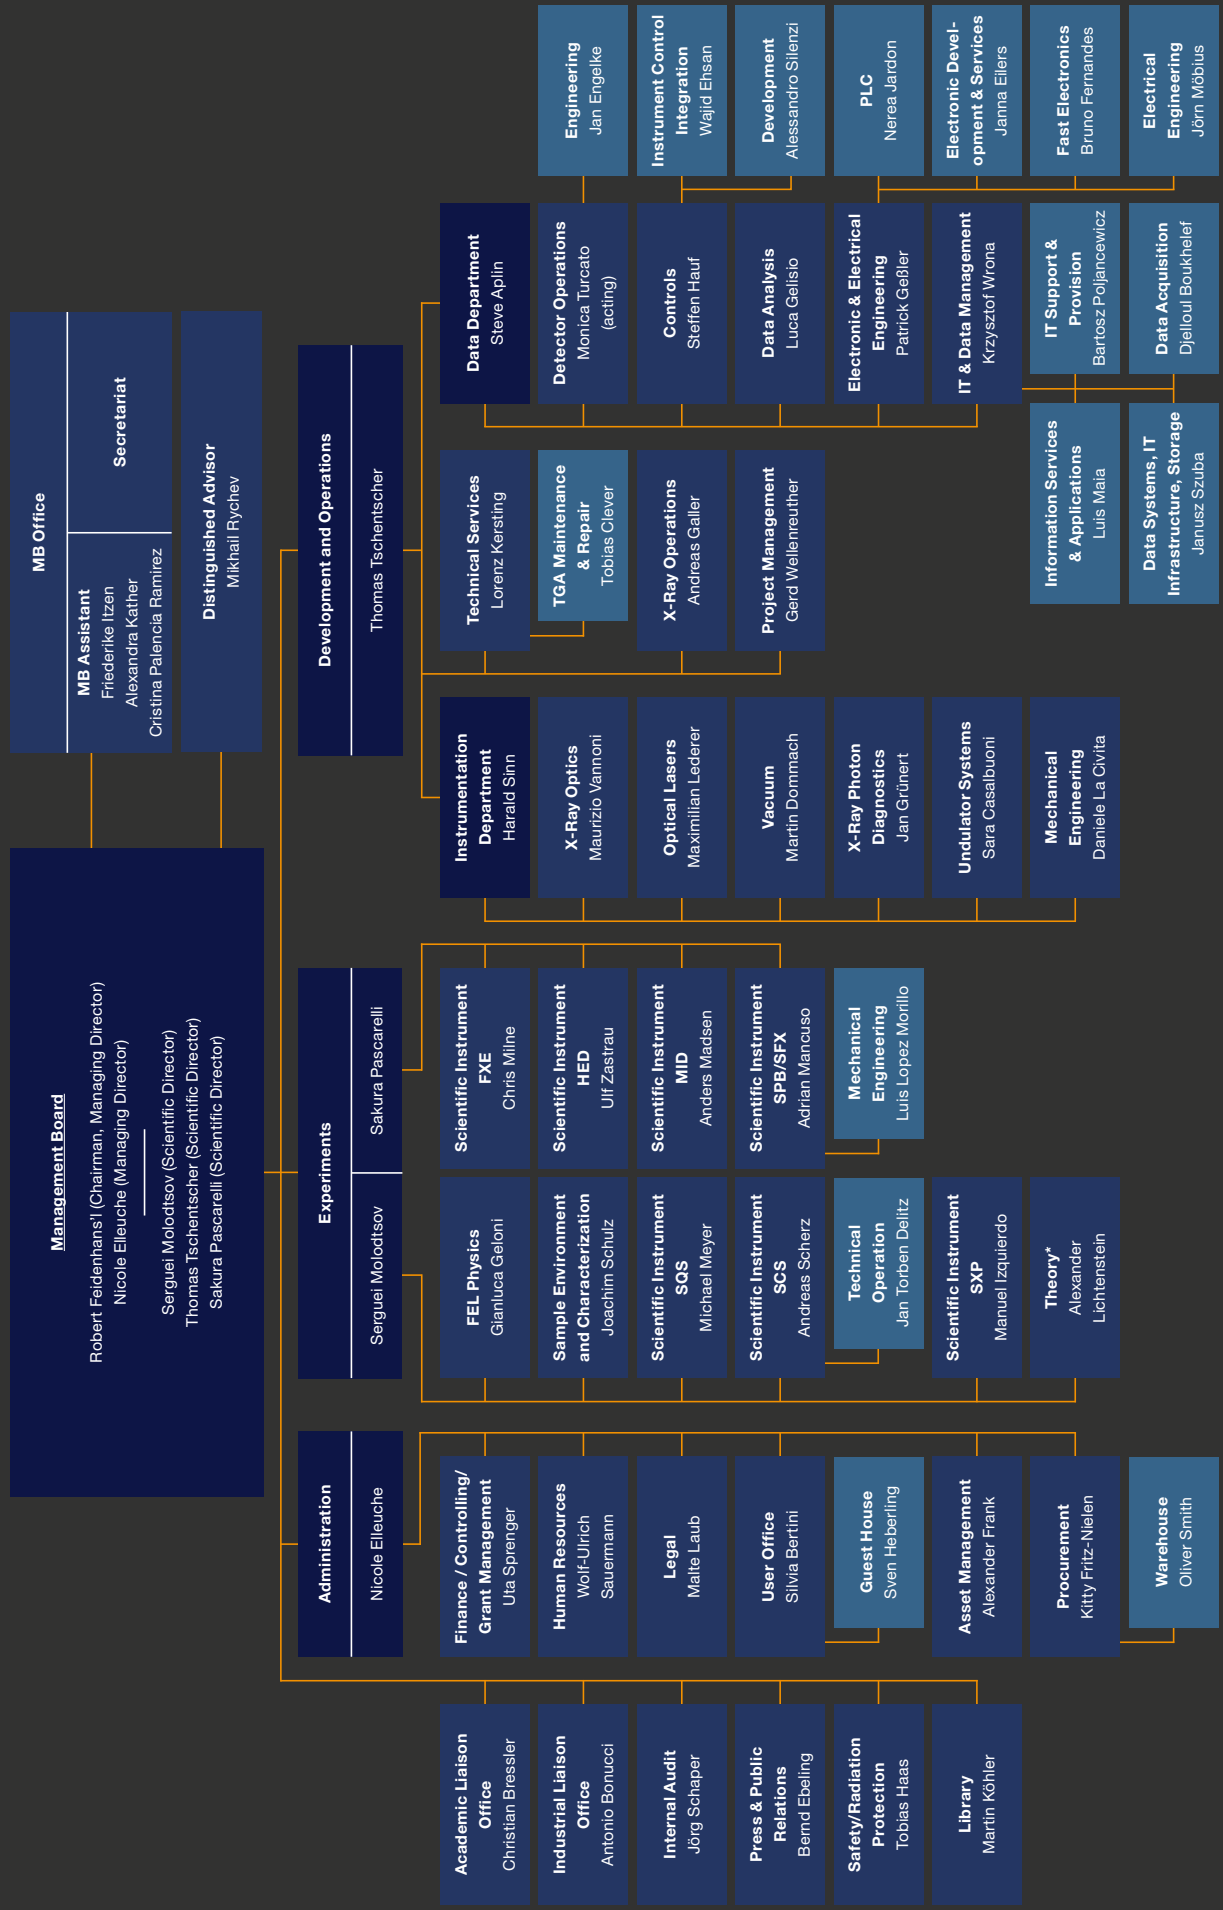 Management Board
Robert Feidenhans'l (Chairman, Managing Director)
Nicole Elleuche (Managing Director)
Serguei Molodtsov (Scientific Director)
Thomas Tschentscher (Scientific Director)
Sakura Pascarelli (Scientific Director)
MB Office
MB Assistant
Friederike Itzen
Alexandra Kather
Cristina Palencia Ramirez
Secretariat
Distinguished Advisor
Mikhail Rychev
Academic Liaison
Office
Christian Bressler
Industrial Liaison
Office
Antonio Bonucci
Internal Audit
Jörg Schaper
Press & Public
Relations
Bernd Ebeling
Safety/Radiation
Protection
Tobias Haas
Library
Martin Köhler
Administration
Nicole Elleuche
Finance / Controlling/
Grant Management
Uta Sprenger
Human Resources
Wolf-Ulrich
Sauermann
Legal
Malte Laub
User Office
Silvia Bertini
Guest House
Sven Heberling
Asset Management
Alexander Frank
Procurement
Kitty Fritz-Nielen
Warehouse
Oliver Smith
Experiments
Serguei Molodtsov
Sakura Pascarelli
FEL Physics
Gianluca Geloni
Sample Environment
and Characterization
Joachim Schulz
Scientific Instrument
SQS
Michael Meyer
Scientific Instrument
SCS
Andreas Scherz
Technical
Operation
Jan Torben Delitz
Scientific Instrument
SXP
Manuel Izquierdo
Theory*
Alexander
Lichtenstein
Scientific Instrument
FXE
Chris Milne
Scientific Instrument
HED
Ulf Zastrau
Scientific Instrument
MID
Anders Madsen
Scientific Instrument
SPB/SFX
Adrian Mancuso
Mechanical
Engineering
Luis Lopez Morillo
Development and Operations
Thomas Tschentscher
Instrumentation
Department
Harald Sinn
X-Ray Optics
Maurizio Vannoni
Optical Lasers
Maximilian Lederer
Vacuum
Martin Dommach
X-Ray Photon
Diagnostics
Jan Grünert
Undulator Systems
Sara Casalbuoni
Mechanical
Engineering
Daniele La Civita
Technical Services
Lorenz Kersting
TGA Maintenance
& Repair
Tobias Clever
X-Ray Operations
Andreas Galler
Project Management
Gerd Wellenreuther
Data Department
Steve Aplin
Detector Operations
Monica Turcato
(acting)
Controls
Steffen Hauf
Data Analysis
Luca Gelisio
Electronic & Electrical
Engineering
Patrick Geßler
IT & Data Management
Krzysztof Wrona
Information Services
& Applications
Luis Maia
IT Support &
Provision
Bartosz Poljancewicz
Data Systems, IT
Infrastructure, Storage
Janusz Szuba
Data Acquisition
Djelloul Boukhelef
Engineering
Jan Engelke
Instrument Control
Integration
Wajid Ehsan
Development
Alessandro Silenzi
PLC
Nerea Jardon
Electronic Devel-
opment & Services
Janna Eilers
Fast Electronics
Bruno Fernandes
Electrical
Engineering
Jörn Möbius